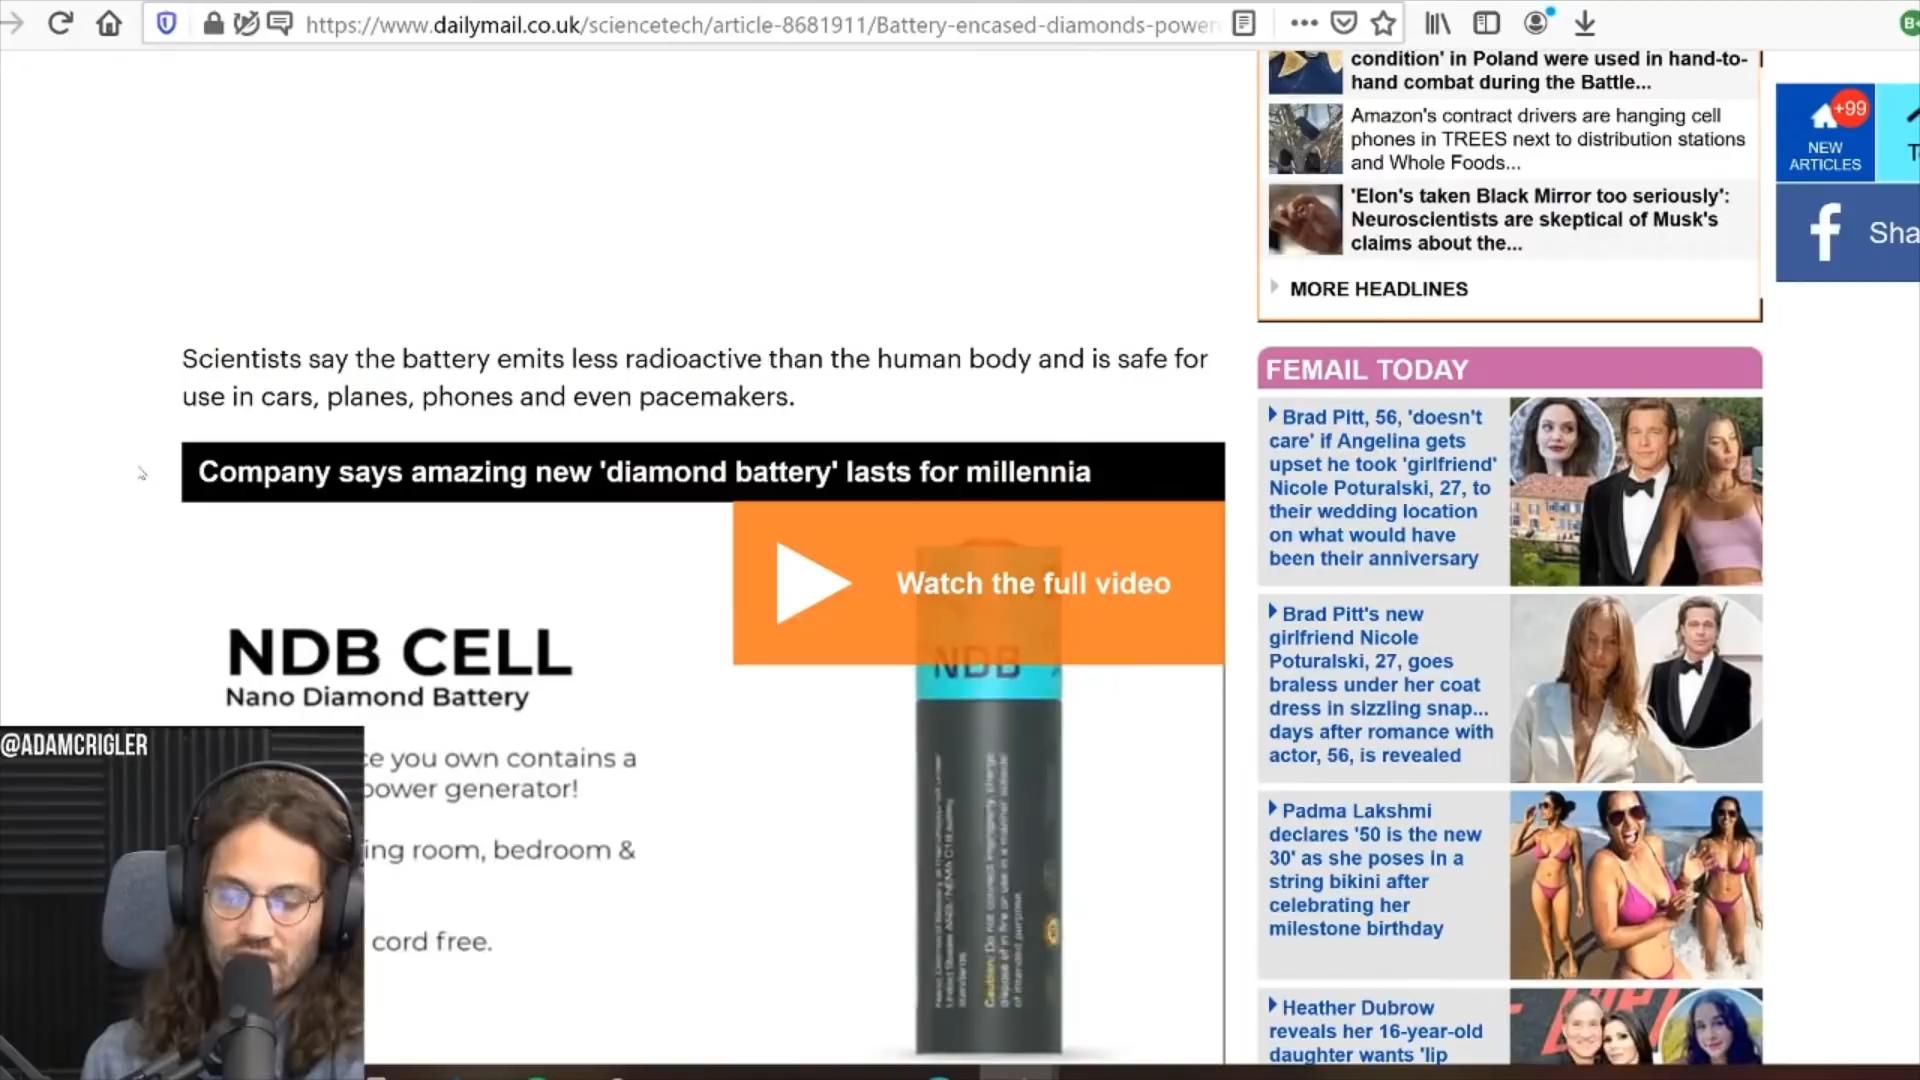 https://www.dailymail.co.uk/sciencetech/article-8681911/Battery-encased-diamonds-power
condition' in Poland were used in hand-to-
hand combat during the Battle...
Amazon's contract drivers are hanging cell
phones in TREES next to distribution stations
and Whole Foods...
'Elon's taken Black Mirror too seriously':
Neuroscientists are skeptical of Musk's
claims about the...
MORE HEADLINES
+99
NEW
ARTICLES
f Sha
Scientists say the battery emits less radioactive than the human body and is safe for
use in cars, planes, phones and even pacemakers.
Company says amazing new 'diamond battery' lasts for millennia
Watch the full video
NDB CELL
Nano Diamond Battery
ce you own contains a
power generator!
ing room, bedroom &
cord free.
NDB
@ADAMCRIGLER
FEMAIL TODAY
Brad Pitt, 56, 'doesn't
care' if Angelina gets
upset he took 'girlfriend'
Nicole Poturalski, 27, to
their wedding location
on what would have
been their anniversary
Brad Pitt's new
girlfriend Nicole
Poturalski, 27, goes
braless under her coat
dress in sizzling snap...
days after romance with
actor, 56, is revealed
Padma Lakshmi
declares '50 is the new
30' as she poses in a
string bikini after
celebrating her
milestone birthday
Heather Dubrow
reveals her 16-year-old
daughter wants 'lip